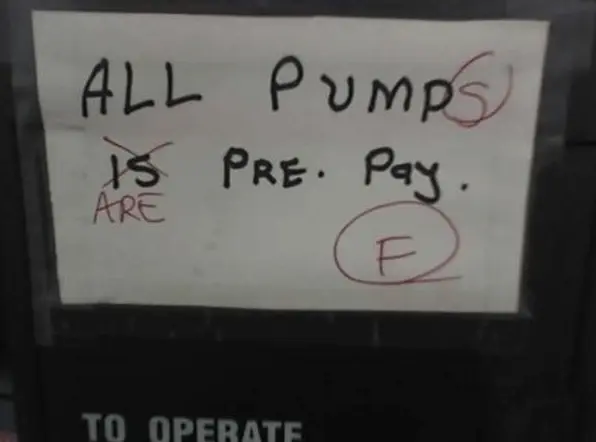 ALL PUMPS
IS PRE. Pay.
ARE
F
TO OPERATE